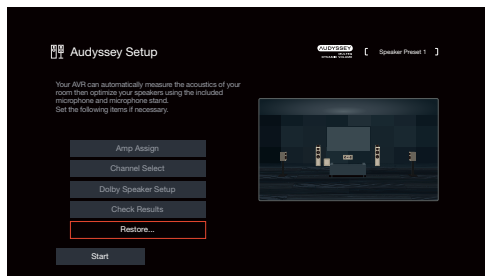 Audyssey Setup
AUDYSSEY
DYNAMIC VOLUME
Speaker Preset 1
Your AVR can automatically measure the acoustics of your
room then optimize your speakers using the included
microphone and microphone stand.
Set the following items if necessary.
Amp Assign
Channel Select
Dolby Speaker Setup
Check Results
Restore...
Start